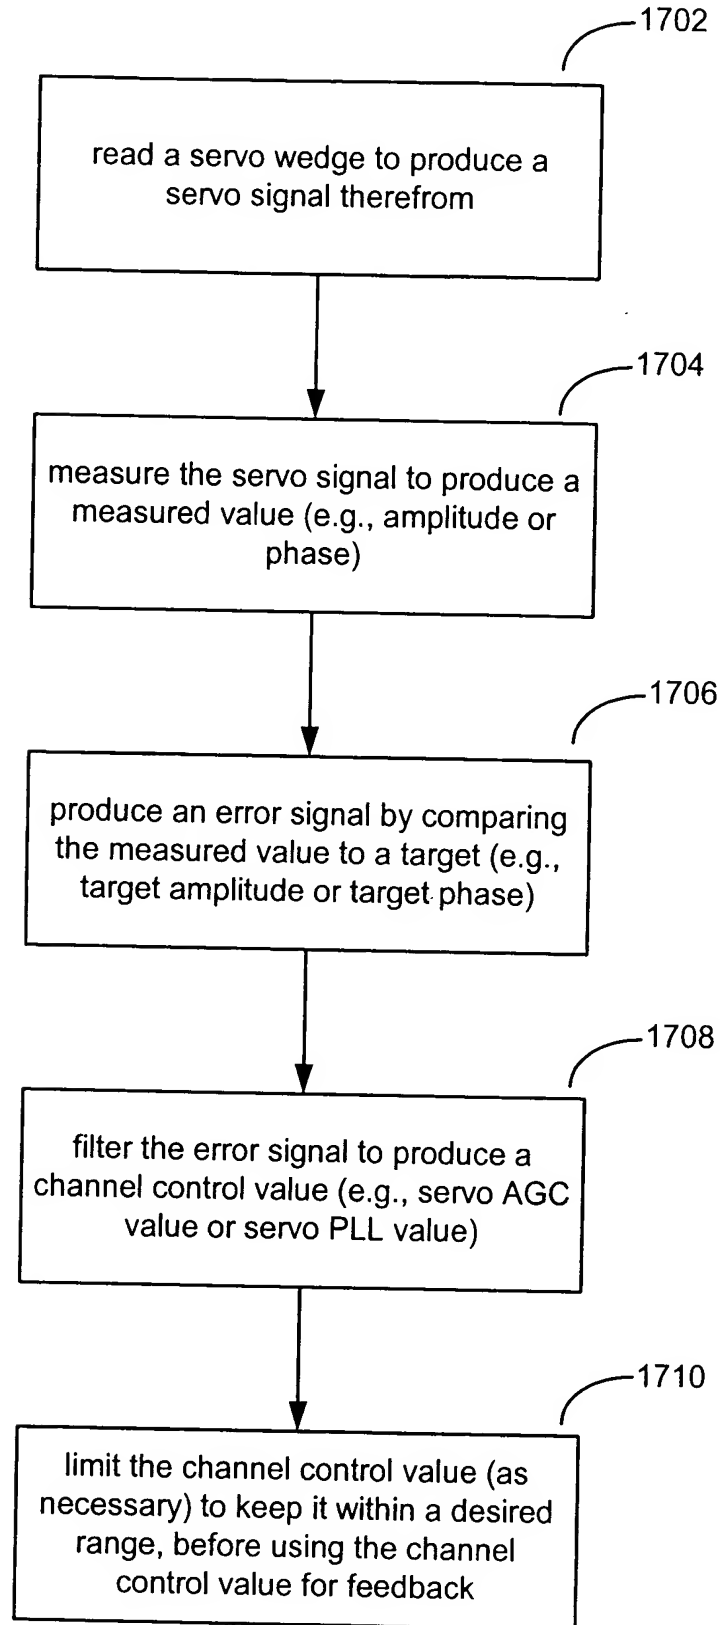 1702
read a servo wedge to produce a
servo signal therefrom
1704
measure the servo signal to produce a
measured value (e.g., amplitude or
phase)
1706
produce an error signal by comparing
the measured value to a target (e.g.,
target amplitude or target phase)
1708
filter the error signal to produce a
channel control value (e.g., servo AGC
value or servo PLL value)
1710
limit the channel control value (as
necessary) to keep it within a desired
range, before using the channel
control value for feedback